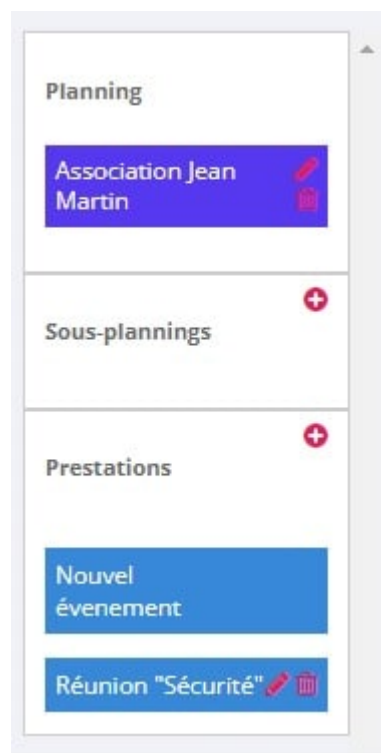 Planning
Association Jean
Martin
Sous-plannings
Prestations
Nouvel
évenement
Réunion "Sécurité"